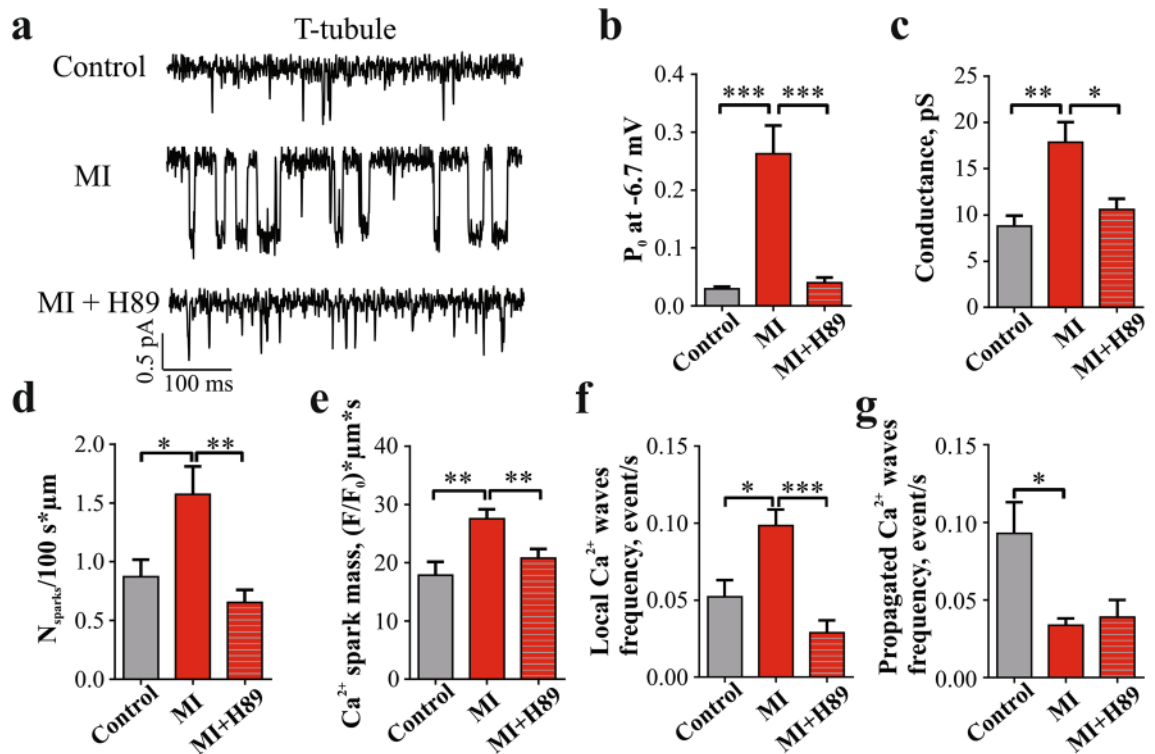 a
T-tubule
Control
MI
MI + H89
0.5 pA
100 ms
b
P₀ at -6.7 mV
0.4
0.3
0.2
0.1
0.0
***
***
Control
MI
MI+H89
c
Conductance, pS
25
20
15
10
5
0
**
*
Control
MI
MI+H89
d
N_sparks/100 s*µm
2.0
1.5
1.0
0.5
0.0
*
**
Control
MI
MI+H89
e
Ca²⁺ spark mass, (F/F₀)*µm*s
40
30
20
10
0
**
**
Control
MI
MI+H89
f
Local Ca²⁺ waves
frequency, event/s
0.15
0.10
0.05
0.00
*
***
Control
MI
MI+H89
g
Propagated Ca²⁺ waves
frequency, event/s
0.15
0.10
0.05
0.00
*
Control
MI
MI+H89